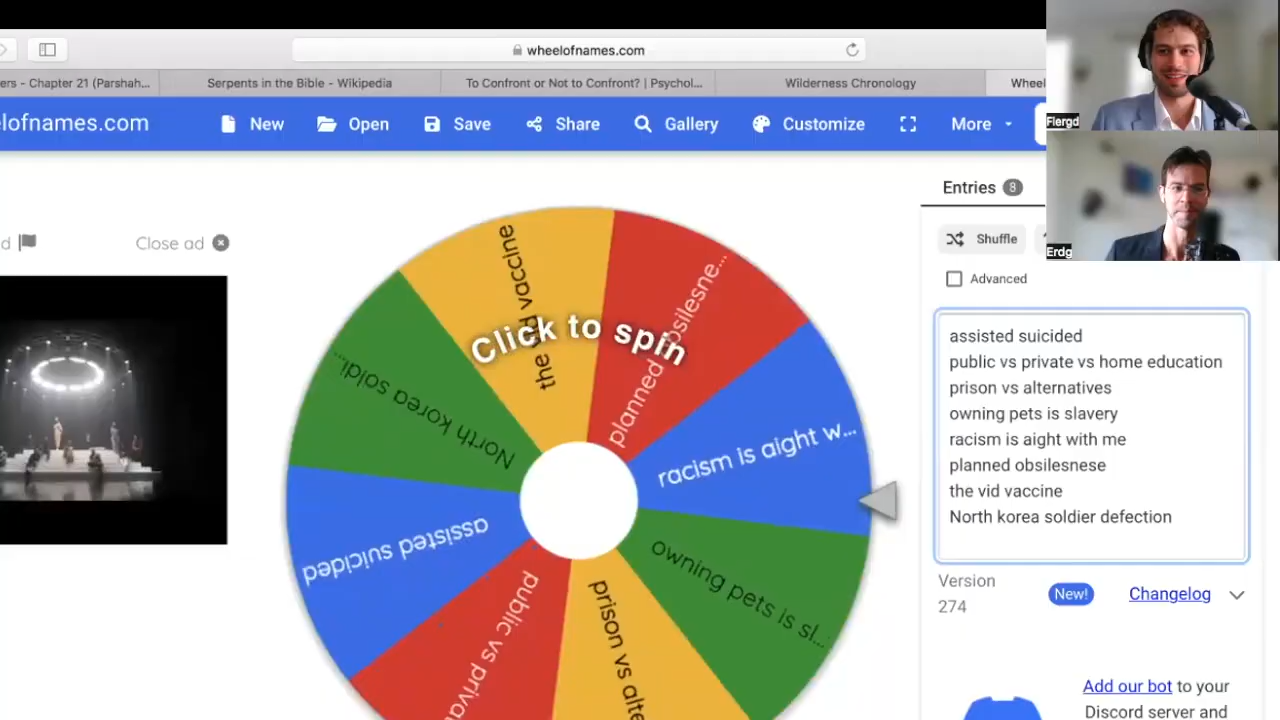 wheelofnames.com
ers - Chapter 21 (Parshah...
Serpents in the Bible - Wikipedia
To Confront or Not to Confront? | Psychol...
Wilderness Chronology
Whee
elofnames.com
New
Open
Save
Share
Gallery
Customize
More
Flergd
Erdg
Entries 8
d
Close ad
Shuffle
Advanced
Click to spin
the vid vaccine
planned obsilesne...
racism is aight w...
owning pets is sl...
prison vs alte
public vs priva
assisted suicided
North korea soldi...
assisted suicided
public vs private vs home education
prison vs alternatives
owning pets is slavery
racism is aight with me
planned obsilesnese
the vid vaccine
North korea soldier defection
Version
274
New!
Changelog
Add our bot to your
Discord server and